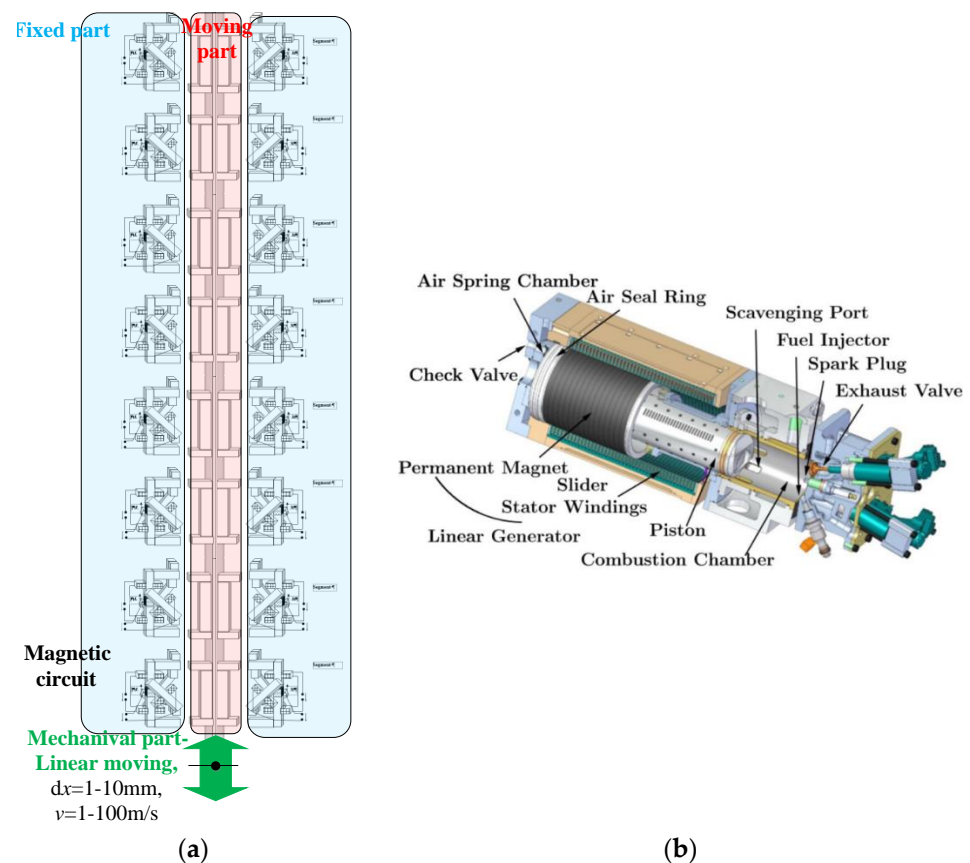 Fixed part
Moving
part
Magnetic
circuit
Mechanival part-
Linear moving,
dx=1-10mm,
v=1-100m/s
(a)
Air Spring Chamber
Air Seal Ring
Scavenging Port
Fuel Injector
Spark Plug
Exhaust Valve
Check Valve
Permanent Magnet
Slider
Stator Windings
Linear Generator
Piston
Combustion Chamber
(b)